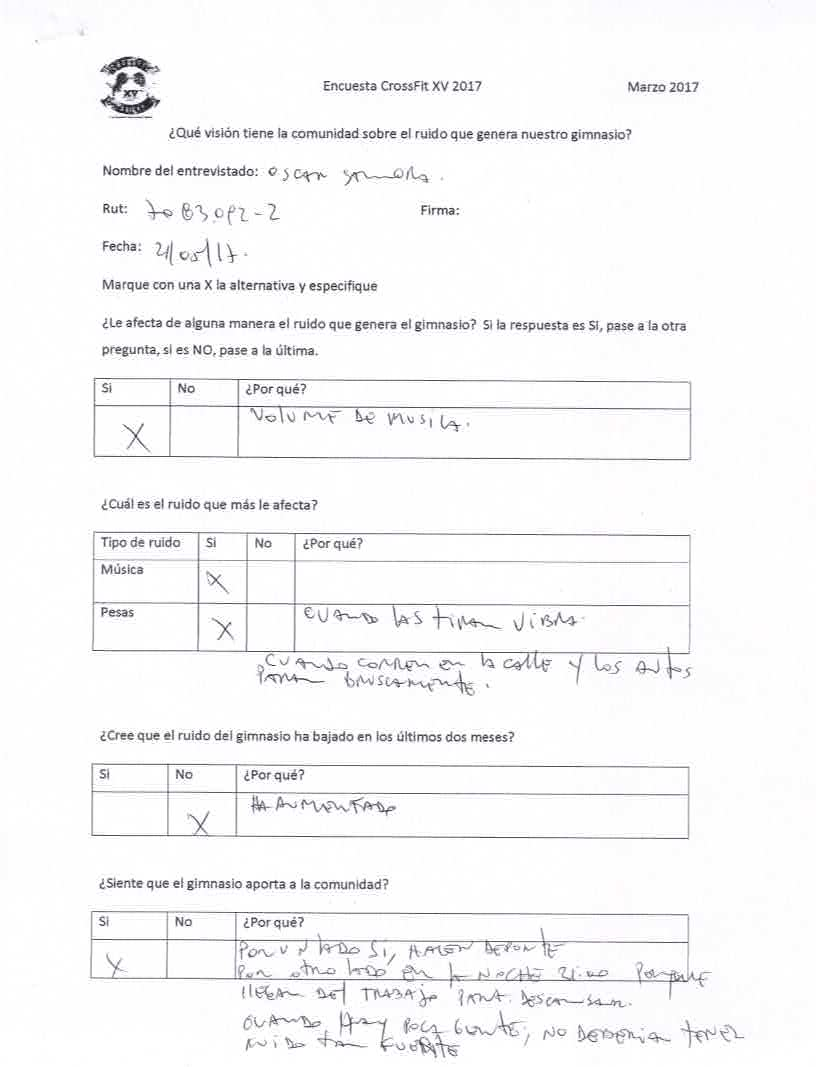 XV
Encuesta CrossFit XV 2017 Marzo 2017
¿Qué visión tiene la comunidad sobre el ruido que genera nuestro gimnasio?
Nombre del entrevistado: OSCAR
Rut: Firma:
Fecha: 21/05/17.
Marque con una X la alternativa y especifique
¿Le afecta de alguna manera el ruido que genera el gimnasio? Si la respuesta es Si, pase a la otra
pregunta, si es NO, pase a la última.
Si No ¿Por qué?
X VOLUME DE MUSICA.
¿Cuál es el ruido que más le afecta?
Tipo de ruido Si No ¿Por qué?
Música X
Pesas X CUANDO LAS TIRAN VIBRA.
CUANDO CORREN EN LA CALLE Y LOS AUTOS
PARAN BRUSCAMENTE.
¿Cree que el ruido del gimnasio ha bajado en los últimos dos meses?
Si No ¿Por qué?
X HA AUMENTADO
¿Siente que el gimnasio aporta a la comunidad?
Si No ¿Por qué?
X POR UN LADO SI, HACEN DEPORTE
POR OTRO LADO EN LA NOCHE 21:00 PORQUE
LLEGAN DEL TRABAJO PARA DESCANSAR.
CUANDO HAY POCA GENTE, NO DEBERIA TENER
RUIDO TAN FUERTE